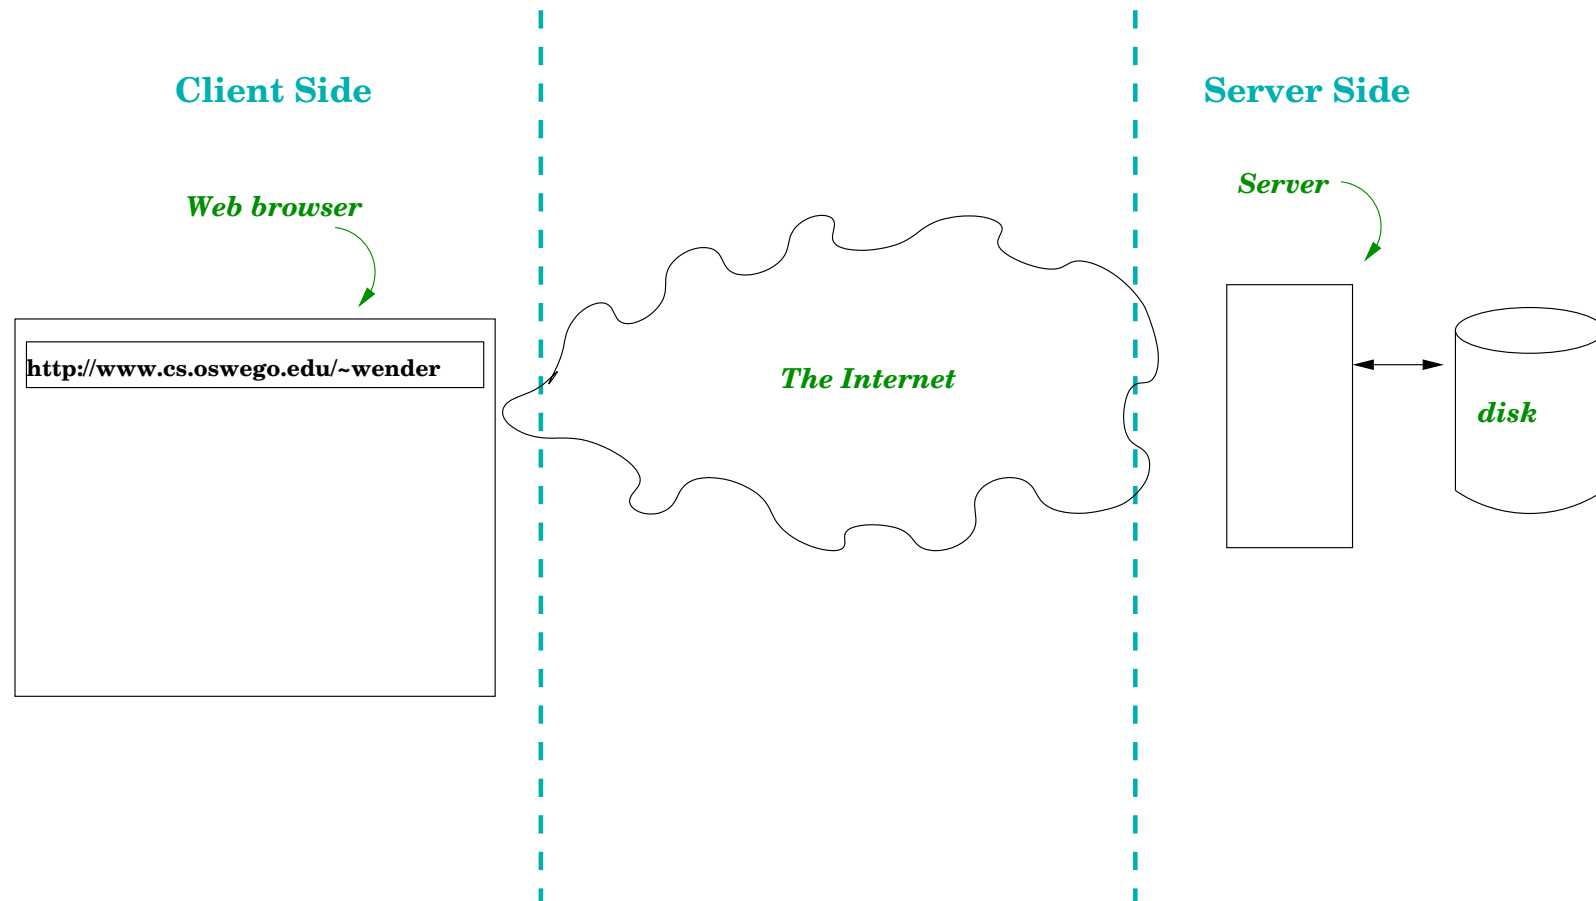 Client Side
Server Side
Web browser
Server
http://www.cs.oswego.edu/~wender
The Internet
disk